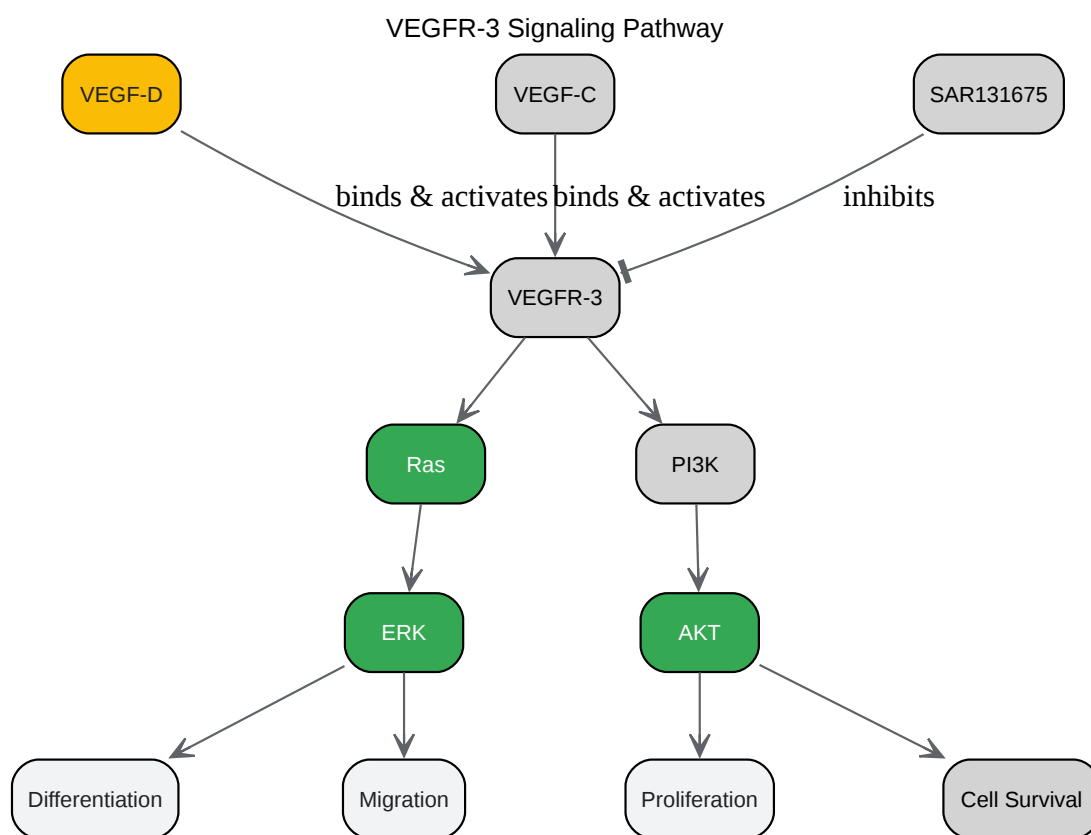 VEGFR-3 Signaling Pathway
VEGF-D
VEGF-C
SAR131675
binds & activates
binds & activates
inhibits
VEGFR-3
Ras
PI3K
ERK
AKT
Differentiation
Migration
Proliferation
Cell Survival